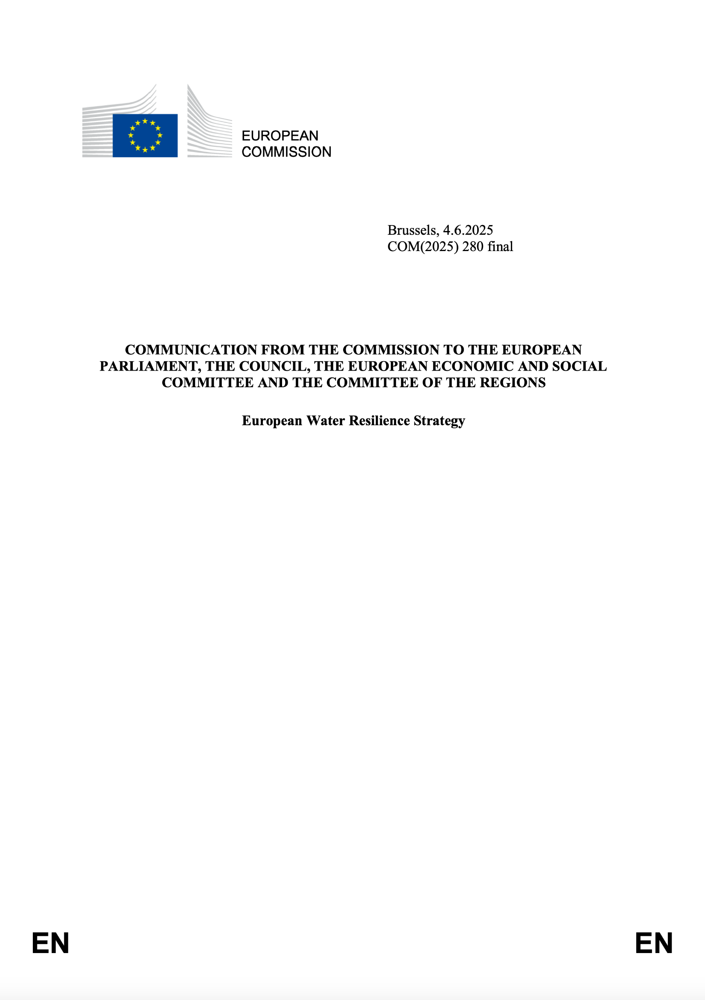 EUROPEAN
COMMISSION
Brussels, 4.6.2025
COM(2025) 280 final
COMMUNICATION FROM THE COMMISSION TO THE EUROPEAN
PARLIAMENT, THE COUNCIL, THE EUROPEAN ECONOMIC AND SOCIAL
COMMITTEE AND THE COMMITTEE OF THE REGIONS
European Water Resilience Strategy
EN
EN